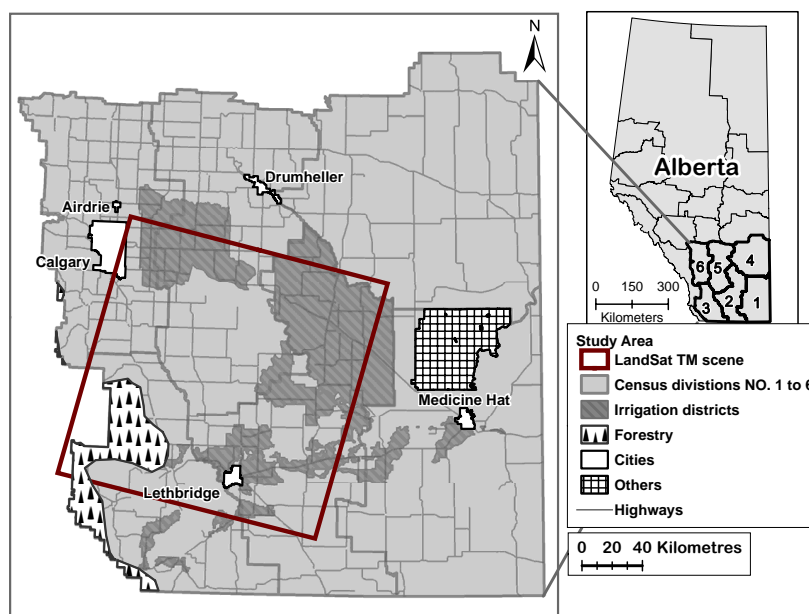 N
Drumheller
Airdrie
Calgary
Medicine Hat
Lethbridge
Alberta
6
5
4
3
2
1
0 150 300
Kilometers
Study Area
LandSat TM scene
Census divistions NO. 1 to 6
Irrigation districts
Forestry
Cities
Others
Highways
0 20 40 Kilometres